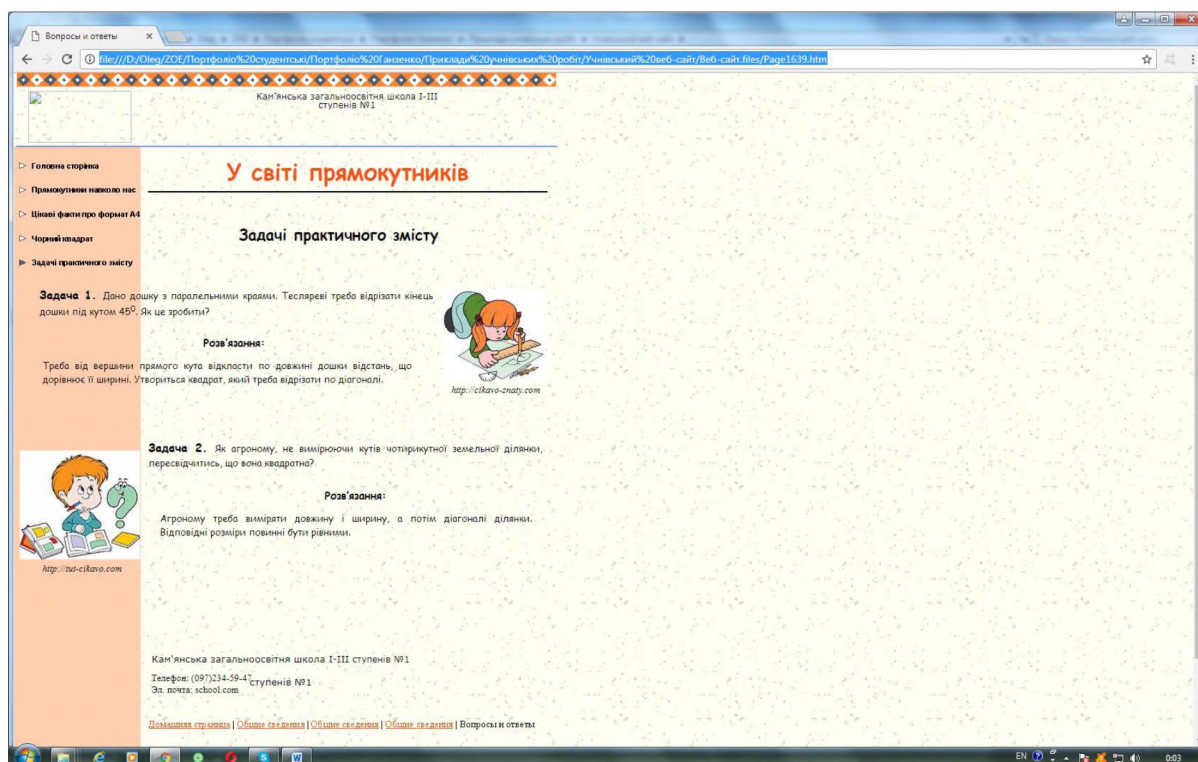 Вопросы и ответы
file:///D:/Oleg/ZOE/Портфоліо%20студентські/Портфоліо%20Ганзенко/Приклади%20учнівських%20робіт/Учнівський%20веб-сайт/Веб-сайт.files/Page1639.htm
Кам'янська загальноосвітня школа І-ІІІ
ступенів №1
Головна сторінка
Прямокутники навколо нас
Цікаві факти про формат А4
Чорний квадрат
Задачі практичного змісту
У світі прямокутників
Задачі практичного змісту
Задача 1. Дано дошку з паралельними краями. Тесляреві треба відрізати кінець
дошки під кутом 45⁰. Як це зробити?
Розв'язання:
Треба від вершини прямого кута відкласти по довжині дошки відстань, що
дорівнює її ширині. Утвориться квадрат, який треба відрізати по діагоналі.
http://cikavo-znaty.com
Задача 2. Як агроному, не вимірюючи кутів чотирикутної земельної ділянки,
пересвідчитись, що вона квадратна?
Розв'язання:
Агроному треба виміряти довжину і ширину, а потім діагоналі ділянки.
Відповідні розміри повинні бути рівними.
http://tut-cikavo.com
Кам'янська загальноосвітня школа І-ІІІ ступенів №1
Телефон: (097)234-59-47
ступенів №1
Эл. почта: school.com
Домашняя страница | Общие сведения | Общие сведения | Общие сведения | Вопросы и ответы
EN
0:03